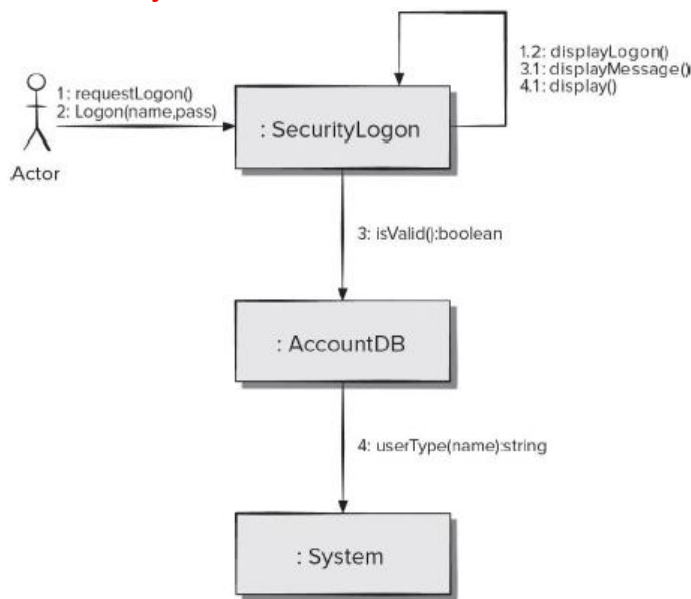 1.2: displayLogon()
3.1: displayMessage()
4.1: display()
1: requestLogon()
2: Logon(name,pass)
: SecurityLogon
Actor
3: isValid():boolean
: AccountDB
4: userType(name):string
: System